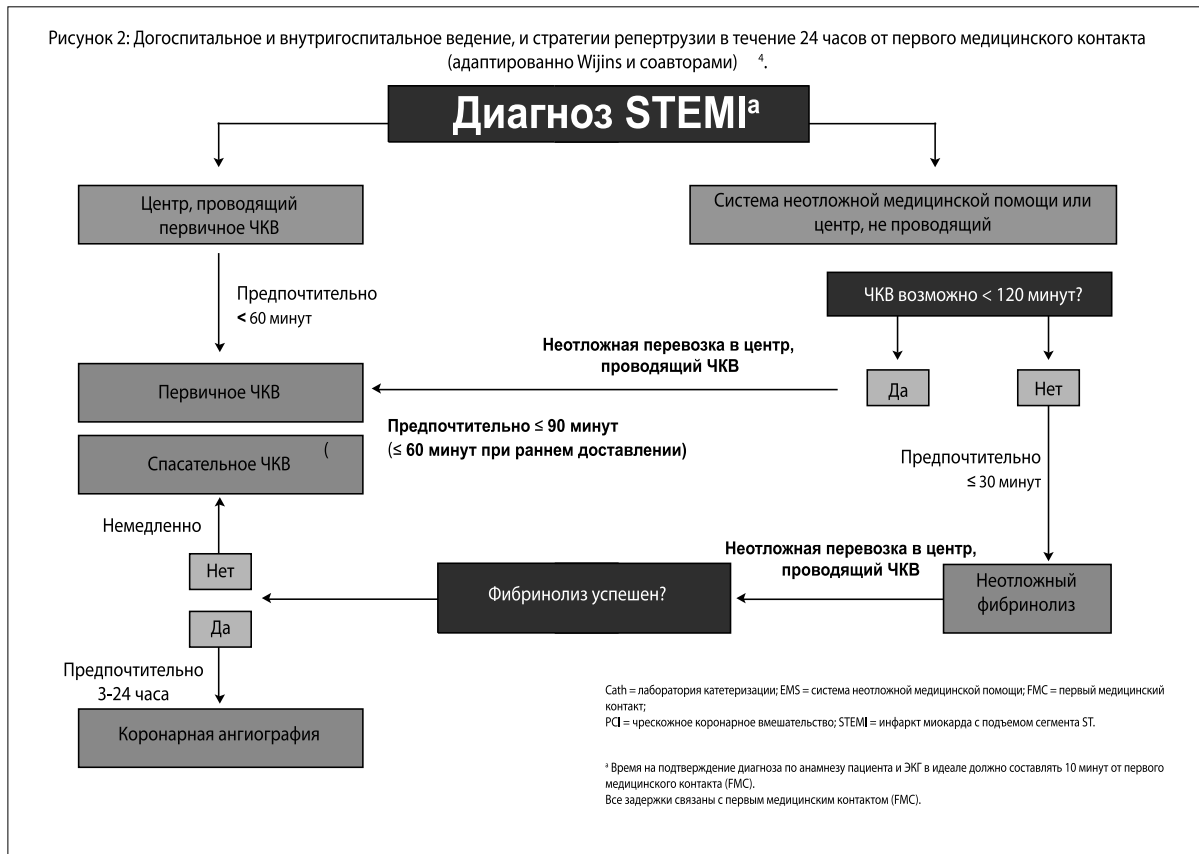 Рисунок 2: Догоспитальное и внутригоспитальное ведение, и стратегии репертрузии в течение 24 часов от первого медицинского контакта
(адаптированно Wijins и соавторами) ⁴.
Диагноз STEMIᵃ
Центр, проводящий
первичное ЧКВ
Система неотложной медицинской помощи или
центр, не проводящий
Предпочтительно
< 60 минут
ЧКВ возможно < 120 минут?
Неотложная перевозка в центр,
проводящий ЧКВ
Первичное ЧКВ
Да
Нет
Предпочтительно ≤ 90 минут
(≤ 60 минут при раннем доставлении)
Спасательное ЧКВ (
Предпочтительно
≤ 30 минут
Немедленно
Нет
Неотложная перевозка в центр,
проводящий ЧКВ
Фибринолиз успешен?
Неотложный
фибринолиз
Да
Предпочтительно
3-24 часа
Коронарная ангиография
Cath = лаборатория катетеризации; EMS = система неотложной медицинской помощи; FMC = первый медицинский
контакт;
PCI = чрескожное коронарное вмешательство; STEMI = инфаркт миокарда с подъемом сегмента ST.
ᵃ Время на подтверждение диагноза по анамнезу пациента и ЭКГ в идеале должно составлять 10 минут от первого
медицинского контакта (FMC).
Все задержки связаны с первым медицинским контактом (FMC).